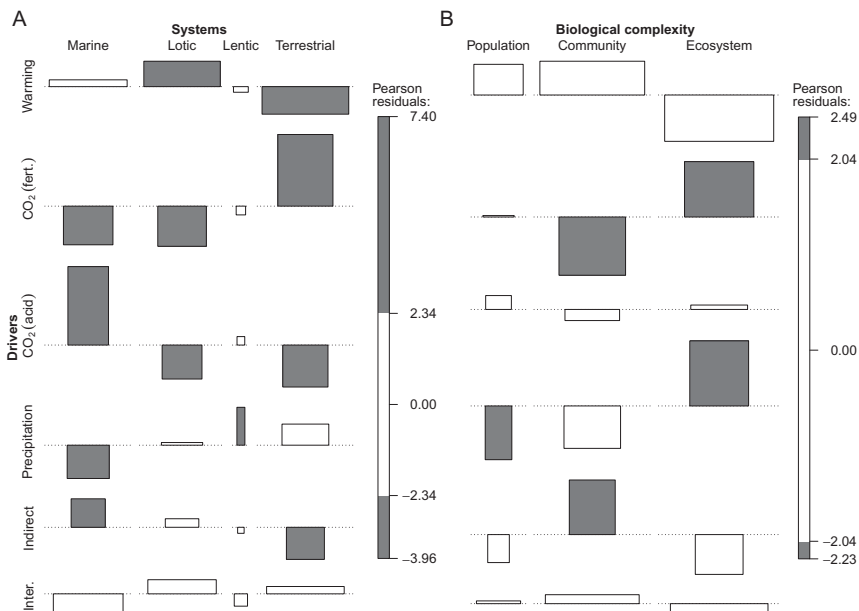 A
Systems
Marine Lotic Lentic Terrestrial
Warming
CO2 (fert.)
CO2 (acid)
Drivers
Precipitation
Indirect
Inter.
Pearson
residuals:
7.40
2.34
0.00
−2.34
−3.96
B
Biological complexity
Population Community Ecosystem
Pearson
residuals:
2.49
2.04
0.00
−2.04
−2.23